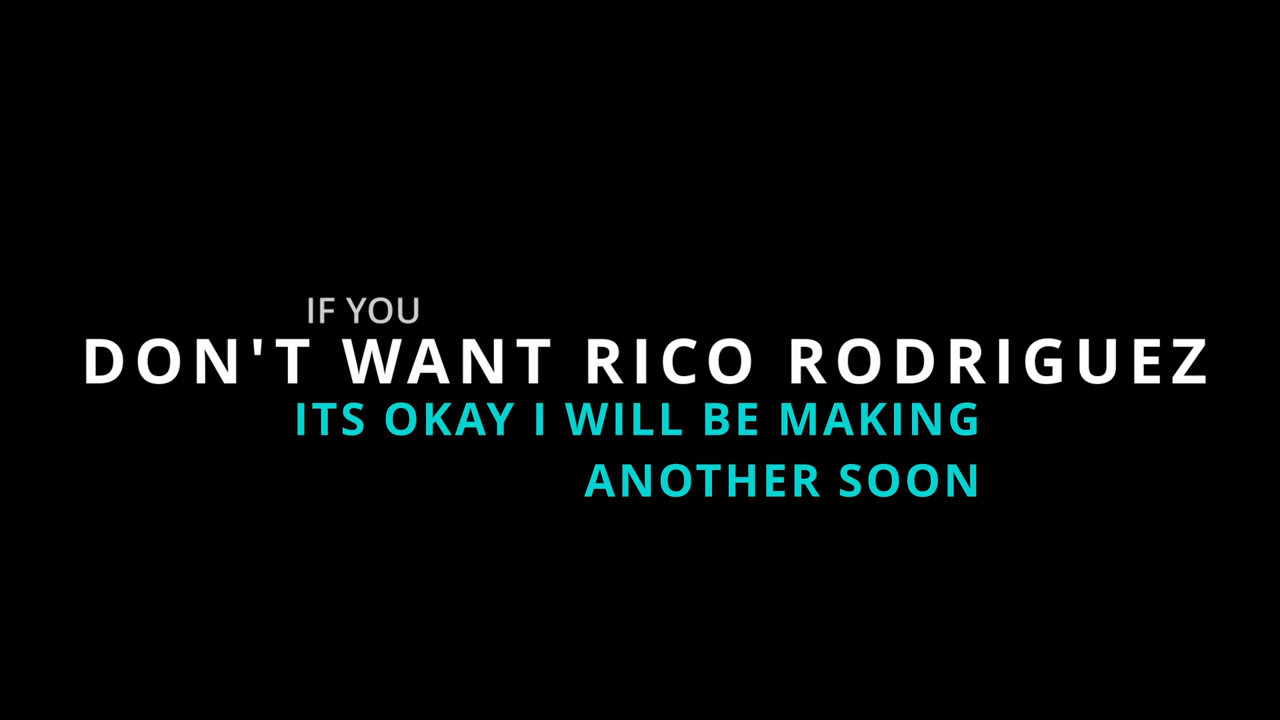 IF YOU
DON'T WANT RICO RODRIGUEZ
ITS OKAY I WILL BE MAKING
ANOTHER SOON